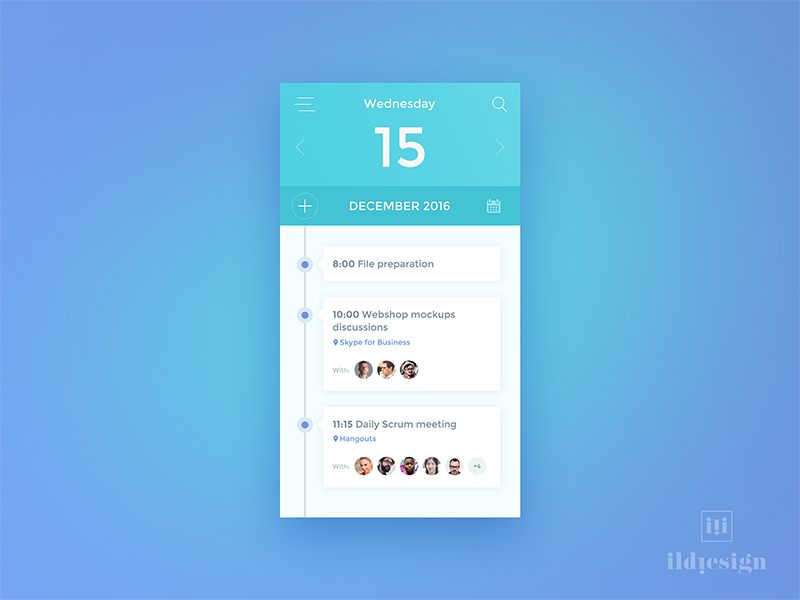 Wednesday
15
DECEMBER 2016
8:00 File preparation
10:00 Webshop mockups
discussions
Skype for Business
With:
11:15 Daily Scrum meeting
Hangouts
With:
+4
ildiesign